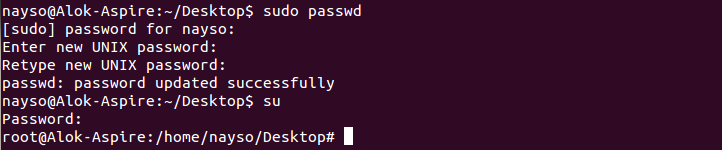 nayso@Alok-Aspire:~/Desktop$ sudo passwd
[sudo] password for nayso:
Enter new UNIX password:
Retype new UNIX password:
passwd: password updated successfully
nayso@Alok-Aspire:~/Desktop$ su
Password:
root@Alok-Aspire:/home/nayso/Desktop#